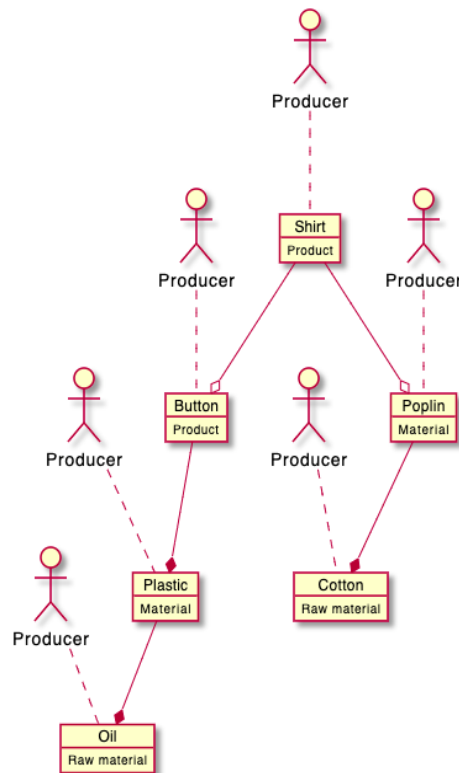 Producer
Shirt
Product
Producer
Producer
Button
Product
Poplin
Material
Producer
Producer
Plastic
Material
Cotton
Raw material
Producer
Oil
Raw material